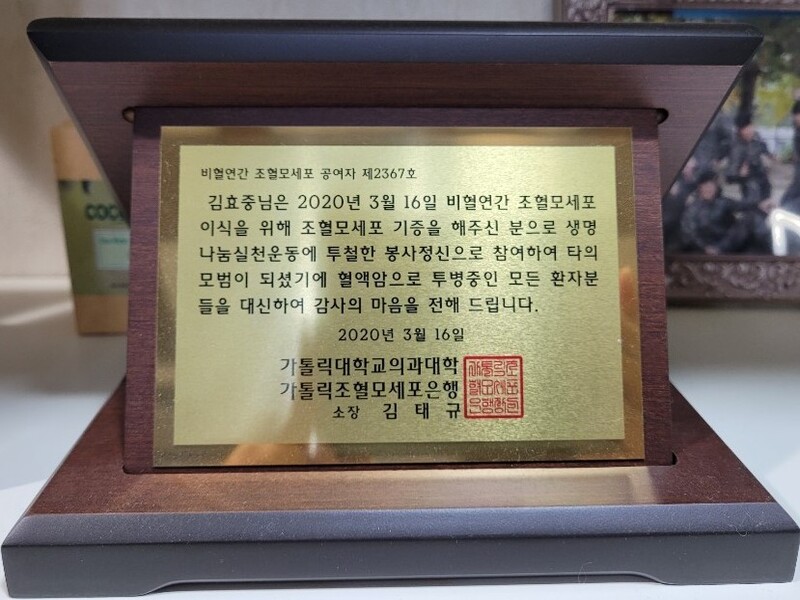 비혈연간 조혈모세포 공여자 제2367호
김효중님은 2020년 3월 16일 비혈연간 조혈모세포
이식을 위해 조혈모세포 기증을 해주신 분으로 생명
나눔실천운동에 투철한 봉사정신으로 참여하여 타의
모범이 되셨기에 혈액암으로 투병중인 모든 환자분
들을 대신하여 감사의 마음을 전해 드립니다.
2020년 3월 16일
가톨릭대학교의과대학
가톨릭조혈모세포은행
소장 김태규